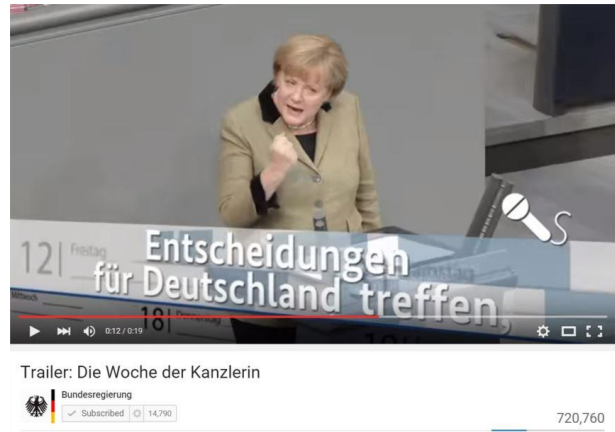 12 Freitag
Entscheidungen
für Deutschland treffen,
Mittwoch
18
0:12 / 0:19
Trailer: Die Woche der Kanzlerin
Bundesregierung
Subscribed 14,790
720,760